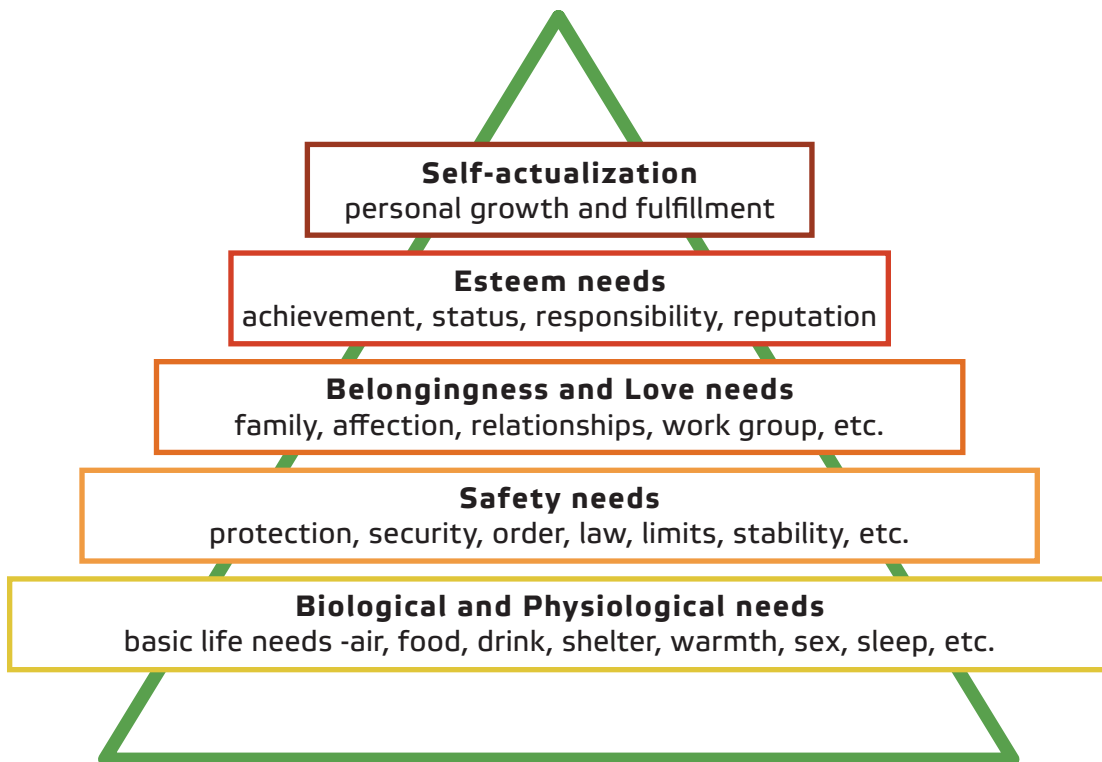 Self-actualization
personal growth and fulfillment
Esteem needs
achievement, status, responsibility, reputation
Belongingness and Love needs
family, affection, relationships, work group, etc.
Safety needs
protection, security, order, law, limits, stability, etc.
Biological and Physiological needs
basic life needs -air, food, drink, shelter, warmth, sex, sleep, etc.